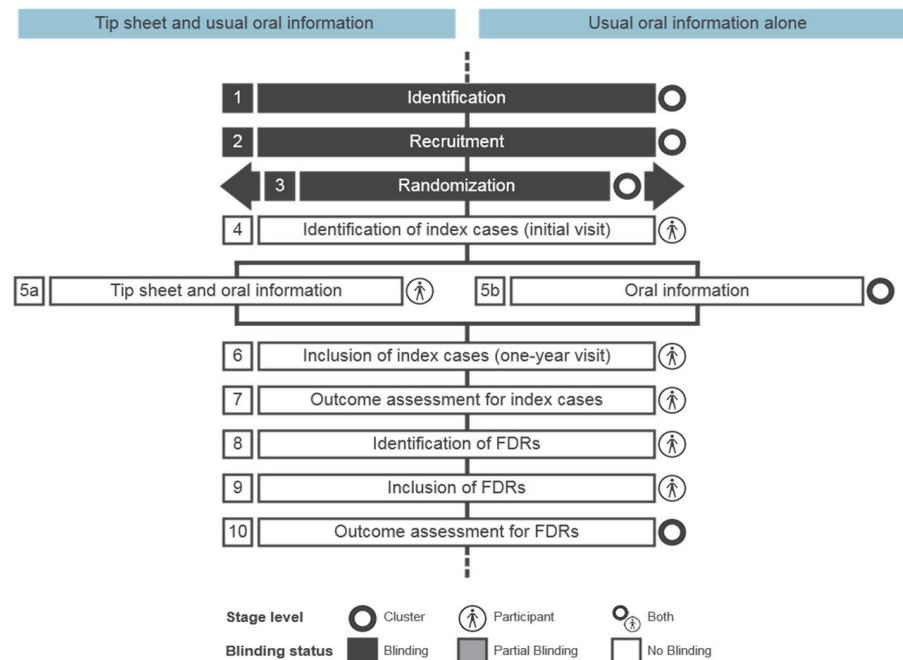 Tip sheet and usual oral information
Usual oral information alone
1 Identification
2 Recruitment
3 Randomization
4 Identification of index cases (initial visit)
5a Tip sheet and oral information
5b Oral information
6 Inclusion of index cases (one-year visit)
7 Outcome assessment for index cases
8 Identification of FDRs
9 Inclusion of FDRs
10 Outcome assessment for FDRs
Stage level Cluster Participant Both
Blinding status Blinding Partial Blinding No Blinding